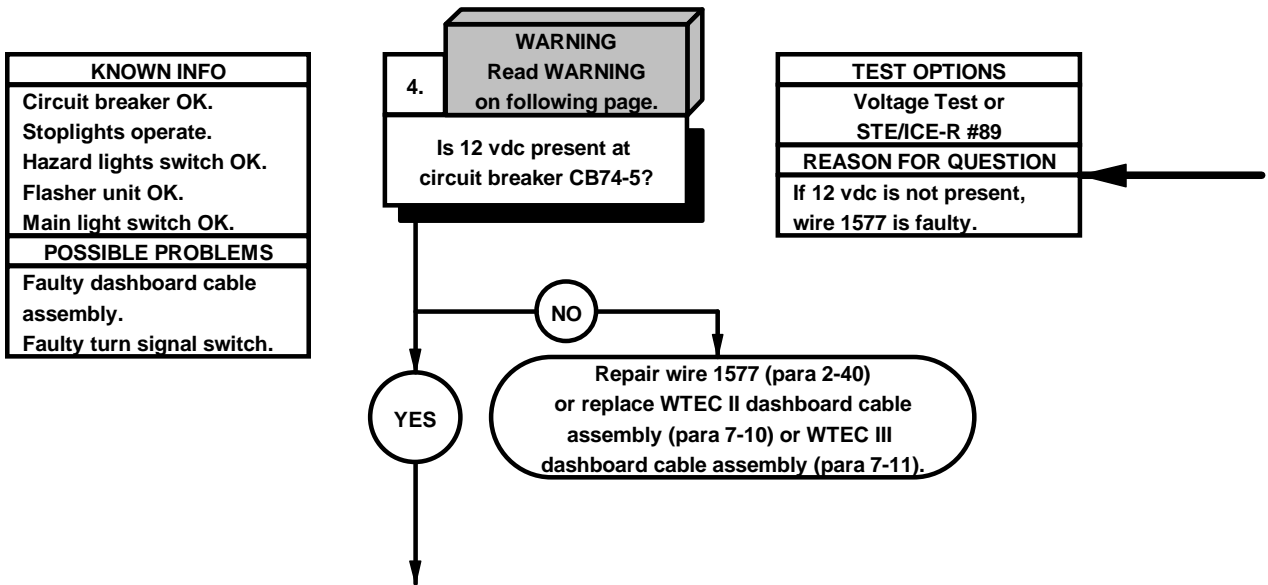 KNOWN INFO
Circuit breaker OK.
Stoplights operate.
Hazard lights switch OK.
Flasher unit OK.
Main light switch OK.
POSSIBLE PROBLEMS
Faulty dashboard cable
assembly.
Faulty turn signal switch.
4.
WARNING
Read WARNING
on following page.
Is 12 vdc present at
circuit breaker CB74-5?
TEST OPTIONS
Voltage Test or
STE/ICE-R #89
REASON FOR QUESTION
If 12 vdc is not present,
wire 1577 is faulty.
NO
YES
Repair wire 1577 (para 2-40)
or replace WTEC II dashboard cable
assembly (para 7-10) or WTEC III
dashboard cable assembly (para 7-11).